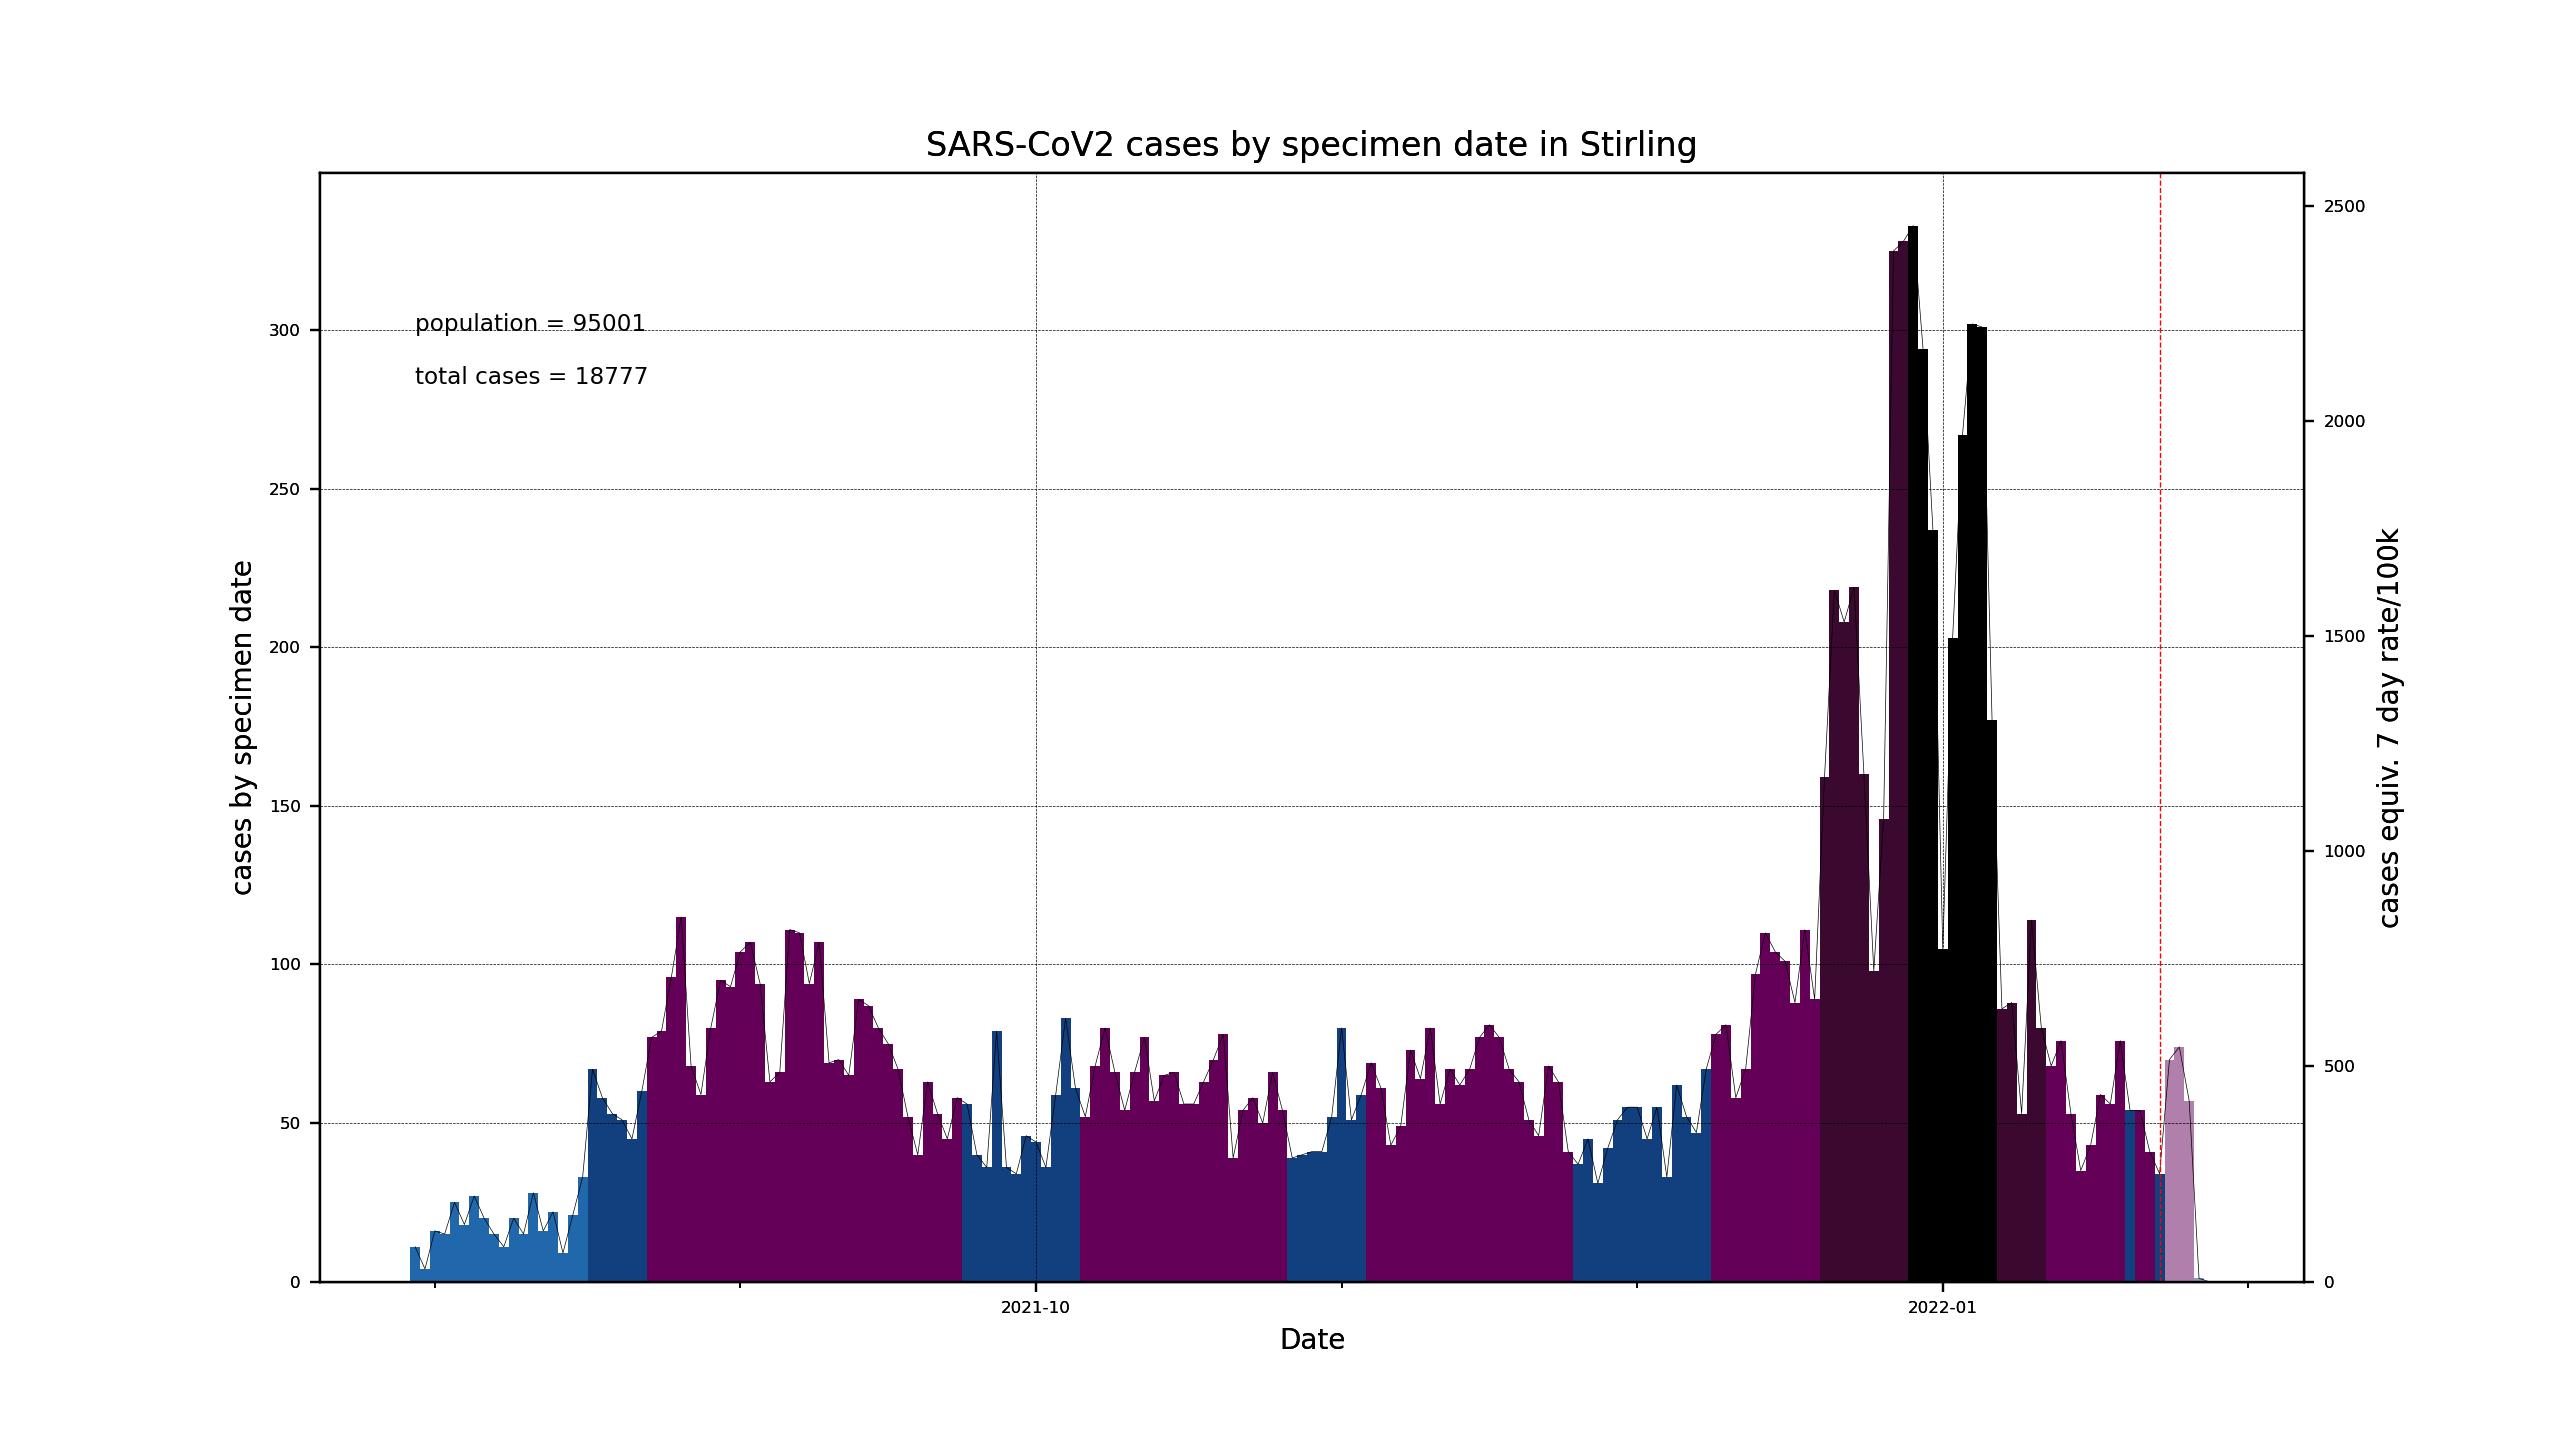 SARS-CoV2 cases by specimen date in Stirling
population = 95001
total cases = 18777
cases by specimen date
300
250
200
150
100
50
0
2500
2000
1500
1000
500
0
cases equiv. 7 day rate/100k
2021-10
2022-01
Date